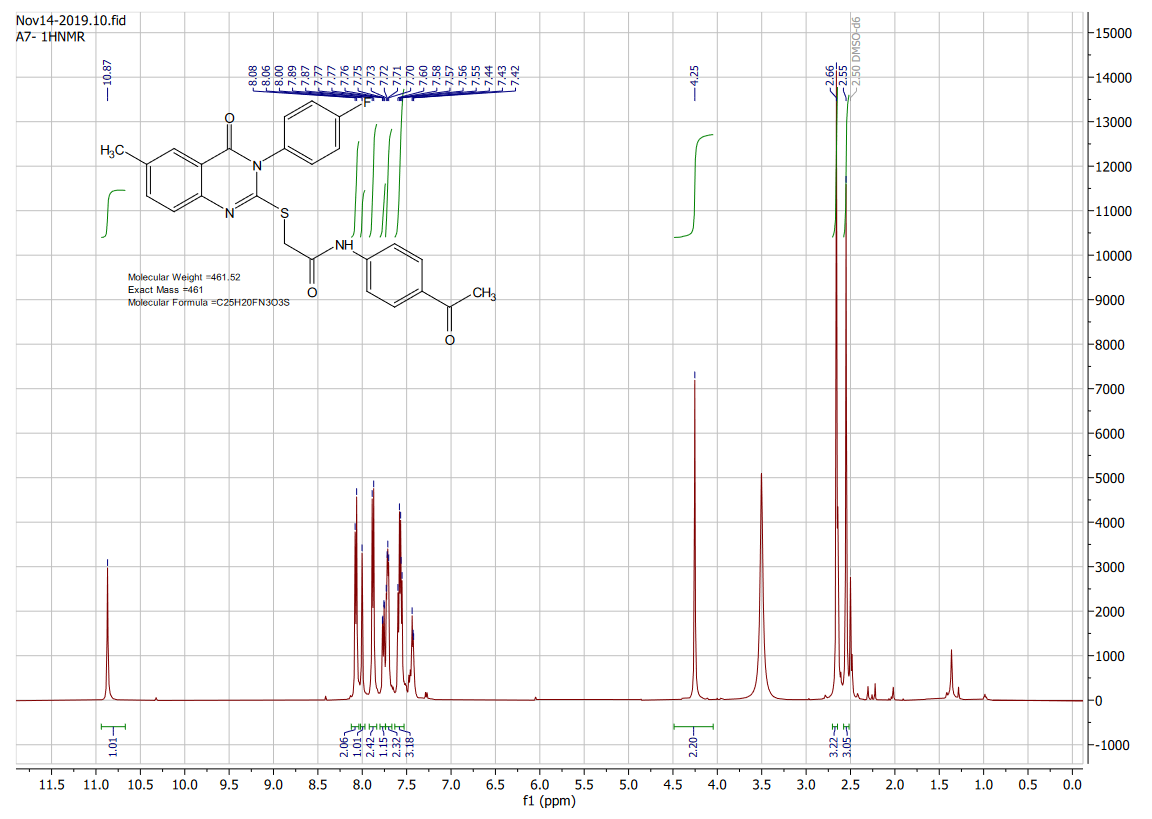 Nov14-2019.10.fid
A7- 1HNMR
10.87
8.08
8.06
8.00
7.89
7.87
7.77
7.77
7.76
7.75
7.73
7.72
7.71
7.70
7.60
7.58
7.57
7.56
7.55
7.44
7.43
7.42
4.25
2.66
2.55
2.50 DMSO-d6
F
O
H3C
N
N
S
NH
O
CH3
O
Molecular Weight =461.52
Exact Mass =461
Molecular Formula =C25H20FN3O3S
15000
14000
13000
12000
11000
10000
9000
8000
7000
6000
5000
4000
3000
2000
1000
0
-1000
1.01
2.06
1.01
2.42
1.15
2.32
3.18
2.20
3.22
3.05
11.5 11.0 10.5 10.0 9.5 9.0 8.5 8.0 7.5 7.0 6.5 6.0 5.5 5.0 4.5 4.0 3.5 3.0 2.5 2.0 1.5 1.0 0.5 0.0
f1 (ppm)